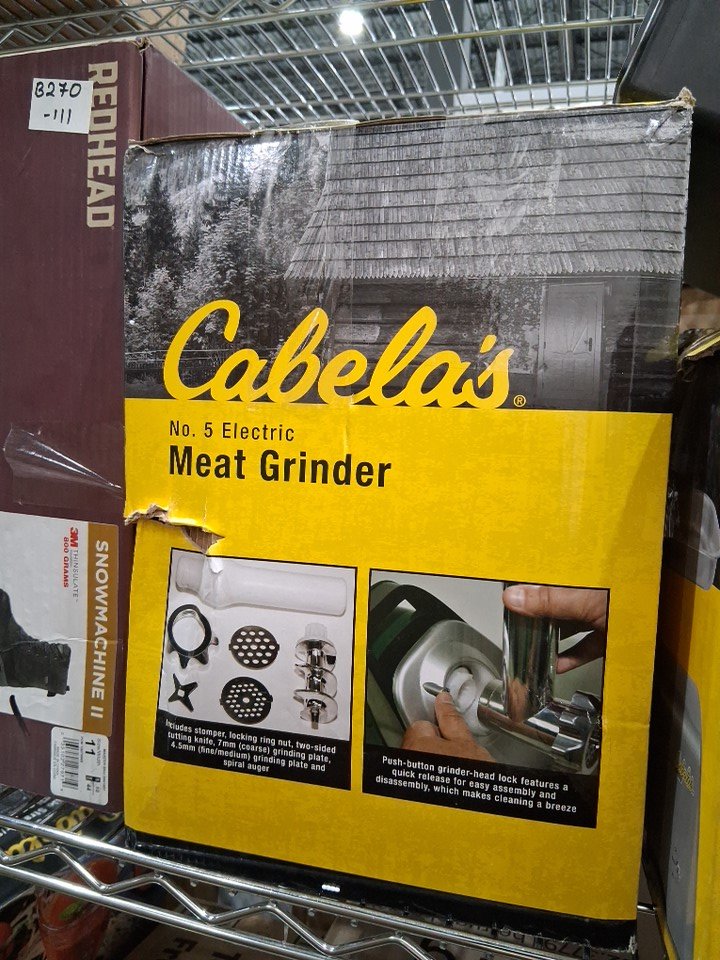 B270
-111
REDHEAD
Cabela's®
No. 5 Electric
Meat Grinder
3M THINSULATE™
800 GRAMS
SNOWMACHINE II
11
Includes stomper, locking ring nut, two-sided
cutting knife, 7mm (coarse) grinding plate,
4.5mm (fine/medium) grinding plate and
spiral auger
Push-button grinder-head lock features a
quick release for easy assembly and
disassembly, which makes cleaning a breeze